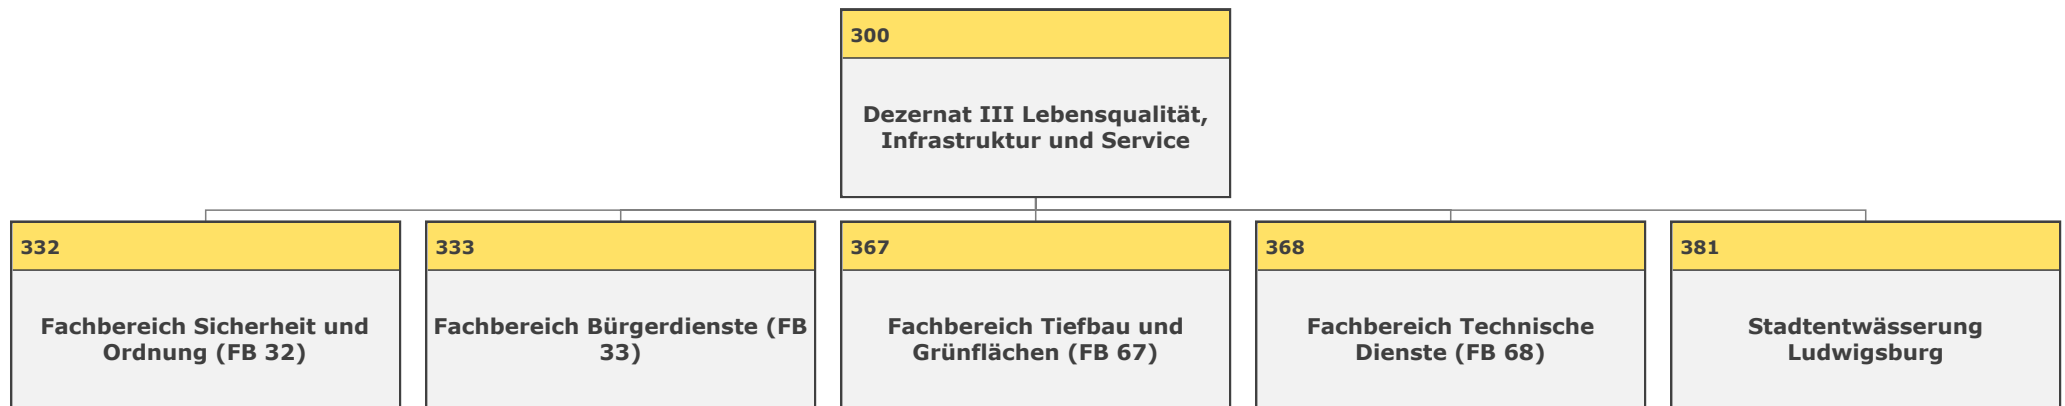 300
Dezernat III Lebensqualität,
Infrastruktur und Service
332
Fachbereich Sicherheit und
Ordnung (FB 32)
333
Fachbereich Bürgerdienste (FB
33)
367
Fachbereich Tiefbau und
Grünflächen (FB 67)
368
Fachbereich Technische
Dienste (FB 68)
381
Stadtentwässerung
Ludwigsburg